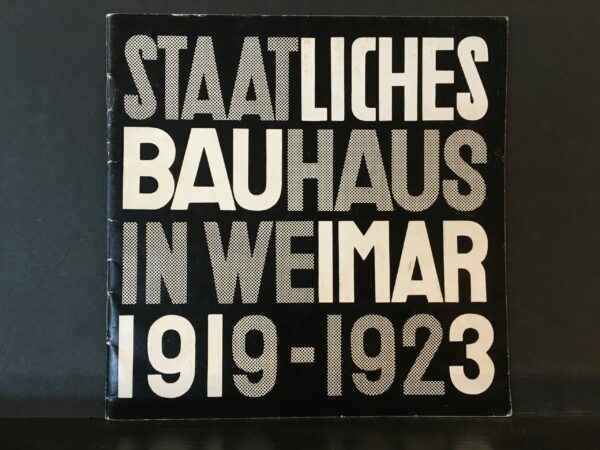 STAATLICHES
BAUHAUS
IN WEIMAR
1919-1923